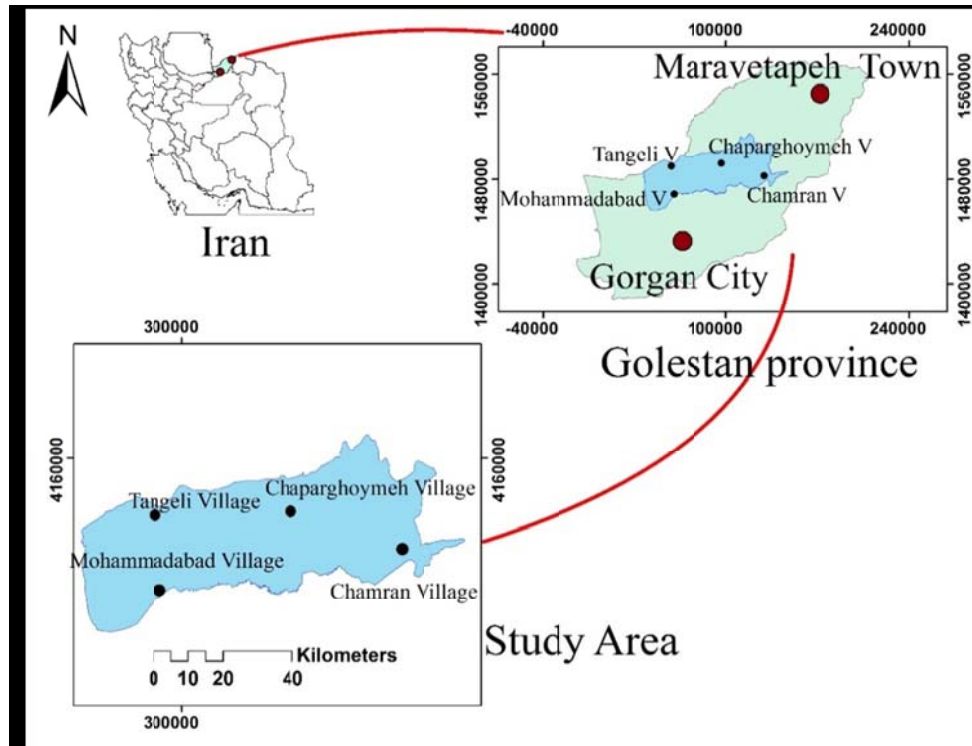 N
Iran
-40000
100000
240000
1560000
1480000
1400000
Maravetapeh Town
Tangeli V
Chaparghoymeh V
Mohammadabad V
Chamran V
Gorgan City
1560000
1480000
1400000
-40000
100000
240000
Golestan province
300000
4160000
Tangeli Village
Chaparghoymeh Village
Mohammadabad Village
Chamran Village
4160000
Kilometers
0 10 20 40
300000
Study Area